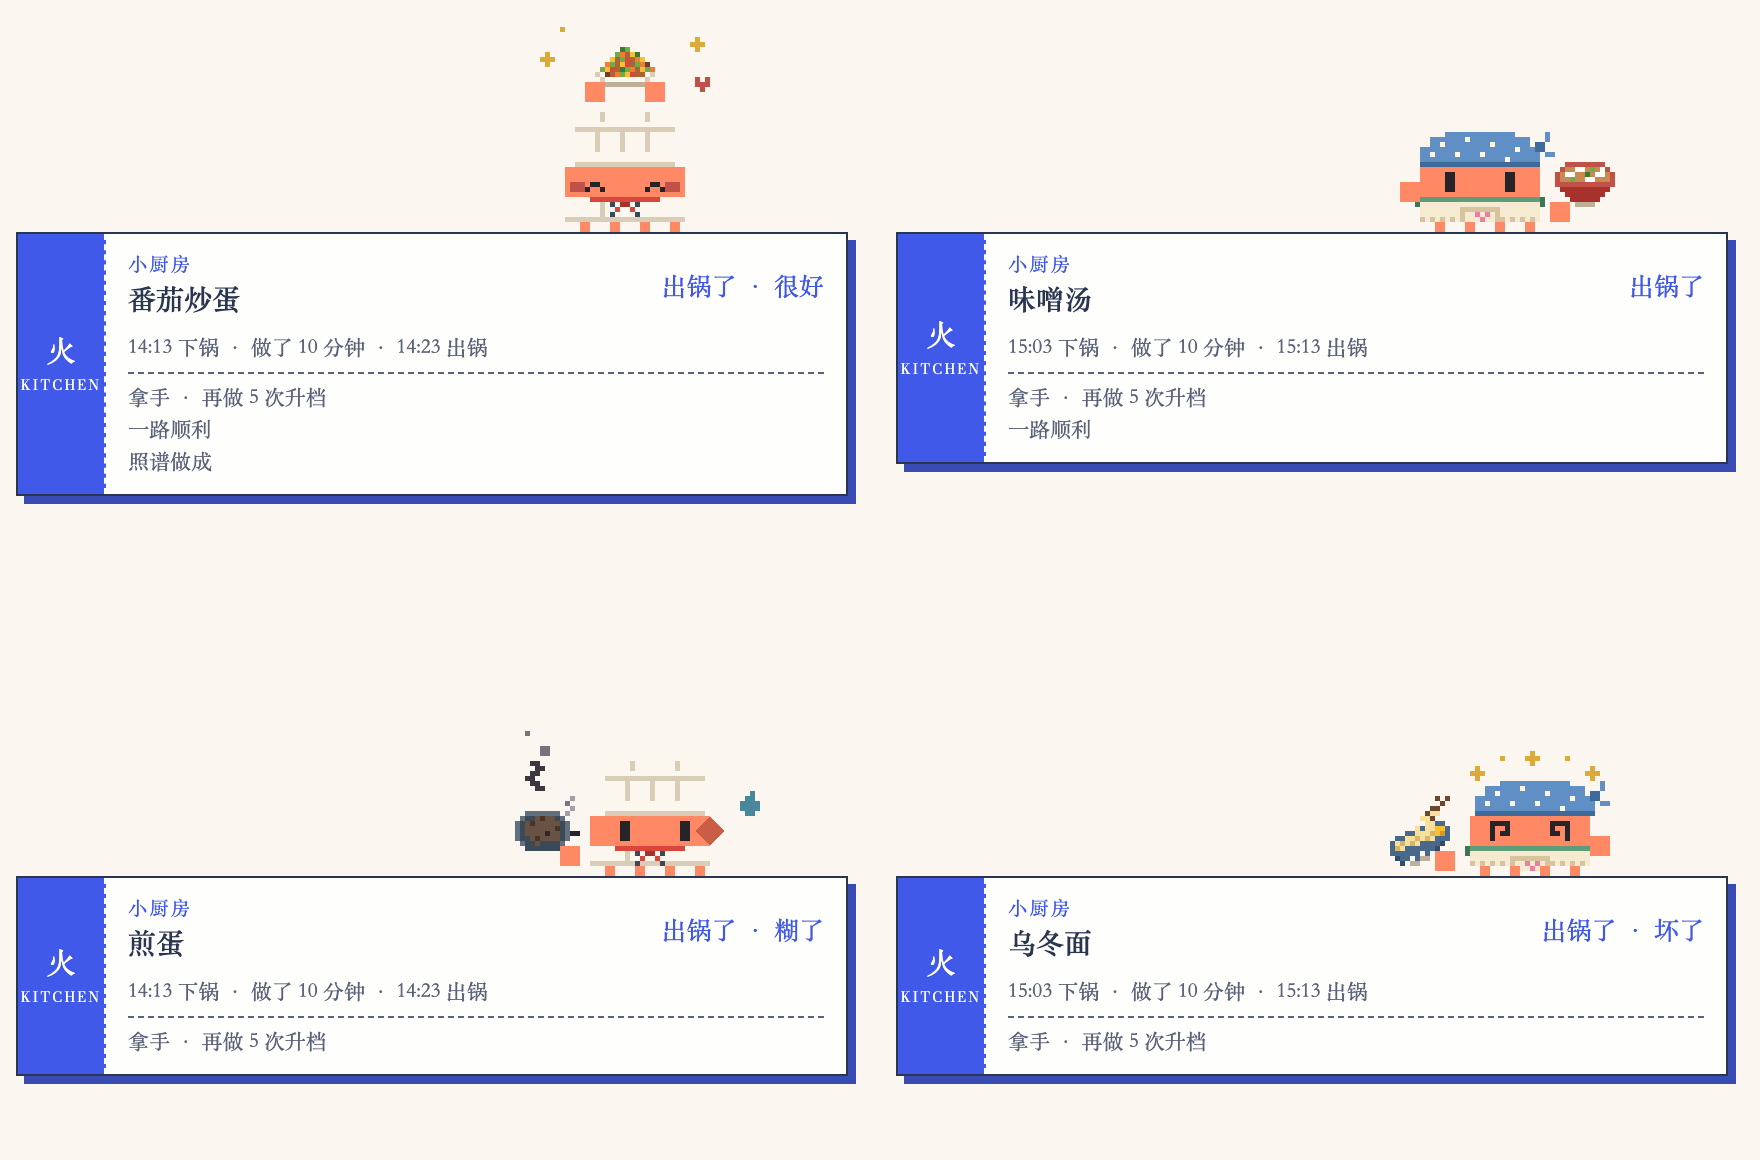 火
KITCHEN
小厨房
番茄炒蛋
出锅了 · 很好
14:13 下锅 · 做了 10 分钟 · 14:23 出锅
拿手 · 再做 5 次升档
一路顺利
照谱做成
火
KITCHEN
小厨房
味噌汤
出锅了
15:03 下锅 · 做了 10 分钟 · 15:13 出锅
拿手 · 再做 5 次升档
一路顺利
火
KITCHEN
小厨房
煎蛋
出锅了 · 糊了
14:13 下锅 · 做了 10 分钟 · 14:23 出锅
拿手 · 再做 5 次升档
火
KITCHEN
小厨房
乌冬面
出锅了 · 坏了
15:03 下锅 · 做了 10 分钟 · 15:13 出锅
拿手 · 再做 5 次升档